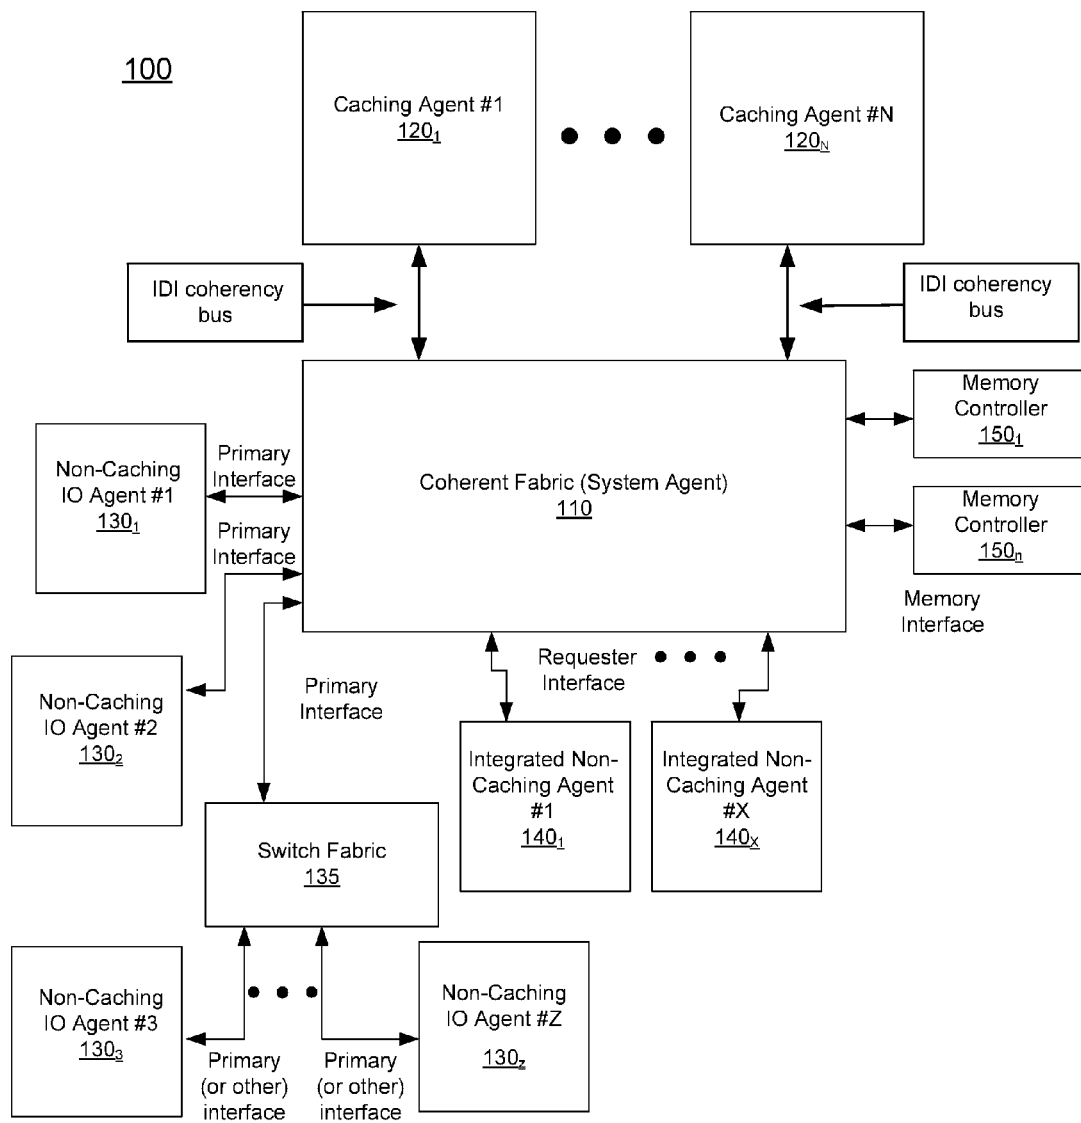 100
Caching Agent #1
120₁
Caching Agent #N
120N
IDI coherency
bus
IDI coherency
bus
Memory
Controller
150₁
Non-Caching
IO Agent #1
130₁
Primary
Interface
Coherent Fabric (System Agent)
110
Memory
Controller
150n
Primary
Interface
Memory
Interface
Requester
Interface
Non-Caching
IO Agent #2
130₂
Primary
Interface
Integrated Non-
Caching Agent
#1
140₁
Integrated Non-
Caching Agent
#X
140X
Switch Fabric
135
Non-Caching
IO Agent #3
130₃
Non-Caching
IO Agent #Z
130z
Primary
(or other)
interface
Primary
(or other)
interface